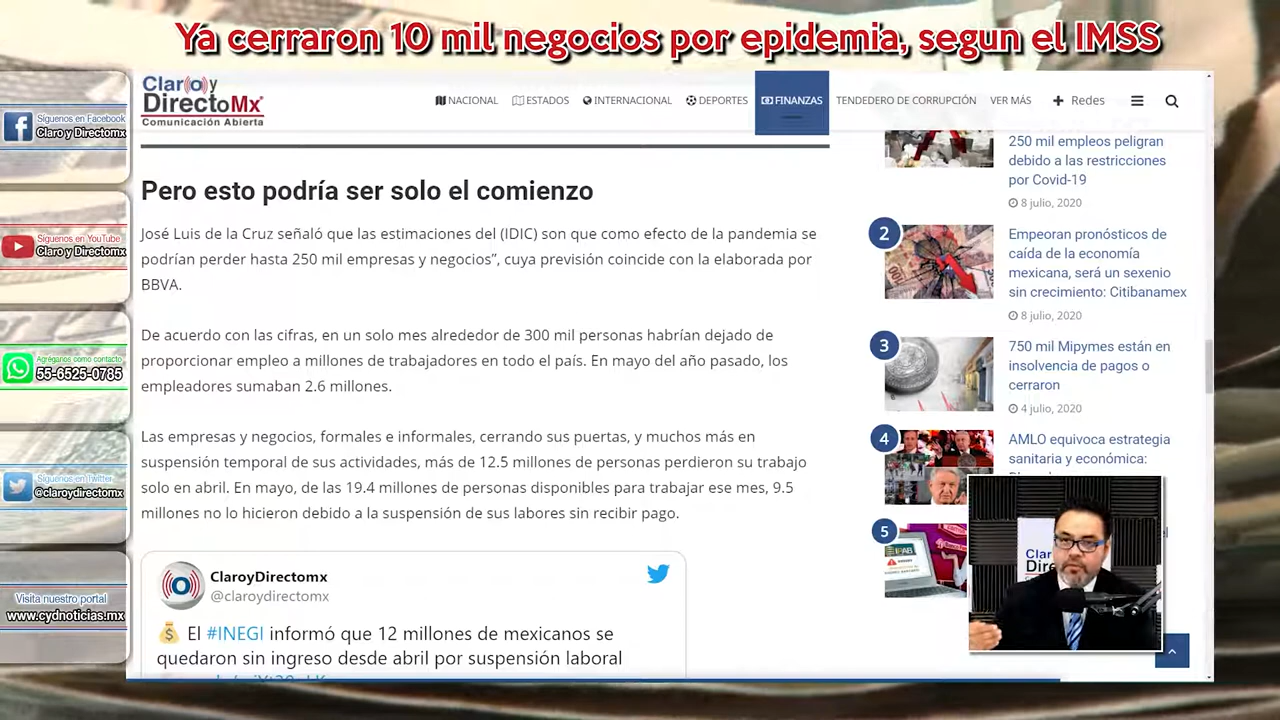 Ya cerraron 10 mil negocios por epidemia, segun el IMSS
Síguenos en Facebook
Claro y Directomx
Síguenos en YouTube
Claro y Directomx
Agréganos como contacto
55-6525-0785
Síguenos en Twitter
@claroydirectomx
Visita nuestro portal
www.cydnoticias.mx
Claro y
DirectoMx
Comunicación Abierta
NACIONAL ESTADOS INTERNACIONAL DEPORTES FINANZAS TENDEDERO DE CORRUPCIÓN VER MÁS + Redes
Pero esto podría ser solo el comienzo
José Luis de la Cruz señaló que las estimaciones del (IDIC) son que como efecto de la pandemia se
podrían perder hasta 250 mil empresas y negocios”, cuya previsión coincide con la elaborada por
BBVA.
De acuerdo con las cifras, en un solo mes alrededor de 300 mil personas habrían dejado de
proporcionar empleo a millones de trabajadores en todo el país. En mayo del año pasado, los
empleadores sumaban 2.6 millones.
Las empresas y negocios, formales e informales, cerrando sus puertas, y muchos más en
suspensión temporal de sus actividades, más de 12.5 millones de personas perdieron su trabajo
solo en abril. En mayo, de las 19.4 millones de personas disponibles para trabajar ese mes, 9.5
millones no lo hicieron debido a la suspensión de sus labores sin recibir pago.
ClaroyDirectomx
@claroydirectomx
El #INEGI informó que 12 millones de mexicanos se
quedaron sin ingreso desde abril por suspensión laboral
250 mil empleos peligran
debido a las restricciones
por Covid-19
8 julio, 2020
2
Empeoran pronósticos de
caída de la economía
mexicana, será un sexenio
sin crecimiento: Citibanamex
8 julio, 2020
3
750 mil Mipymes están en
insolvencia de pagos o
cerraron
4 julio, 2020
4
AMLO equivoca estrategia
sanitaria y económica:
5
IPAB